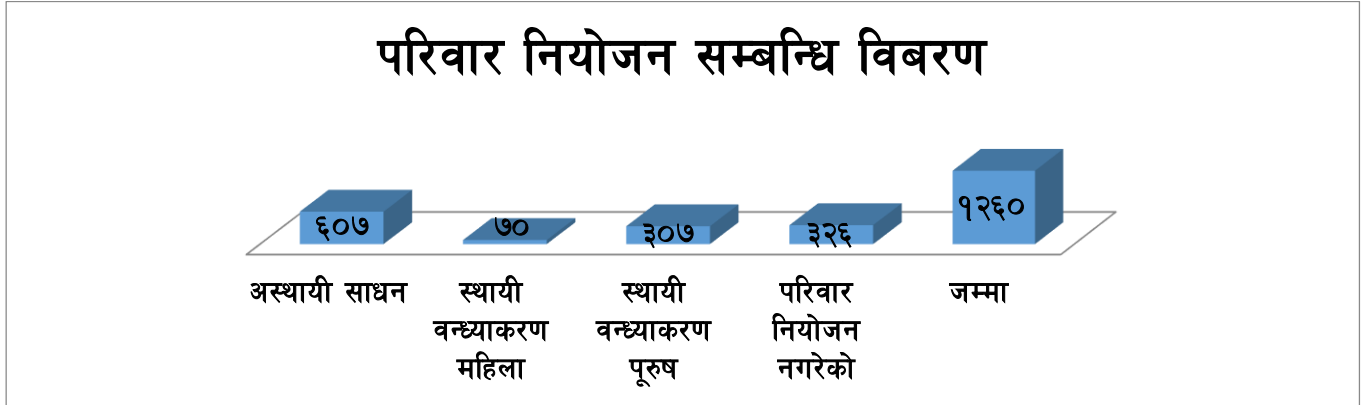 परिवार नियोजन सम्बन्धि विबरण
६०७
७०
३०७
३२६
१२६०
अस्थायी साधन
स्थायी
वन्ध्याकरण
महिला
स्थायी
वन्ध्याकरण
पूरुष
परिवार
नियोजन
नगरेको
जम्मा